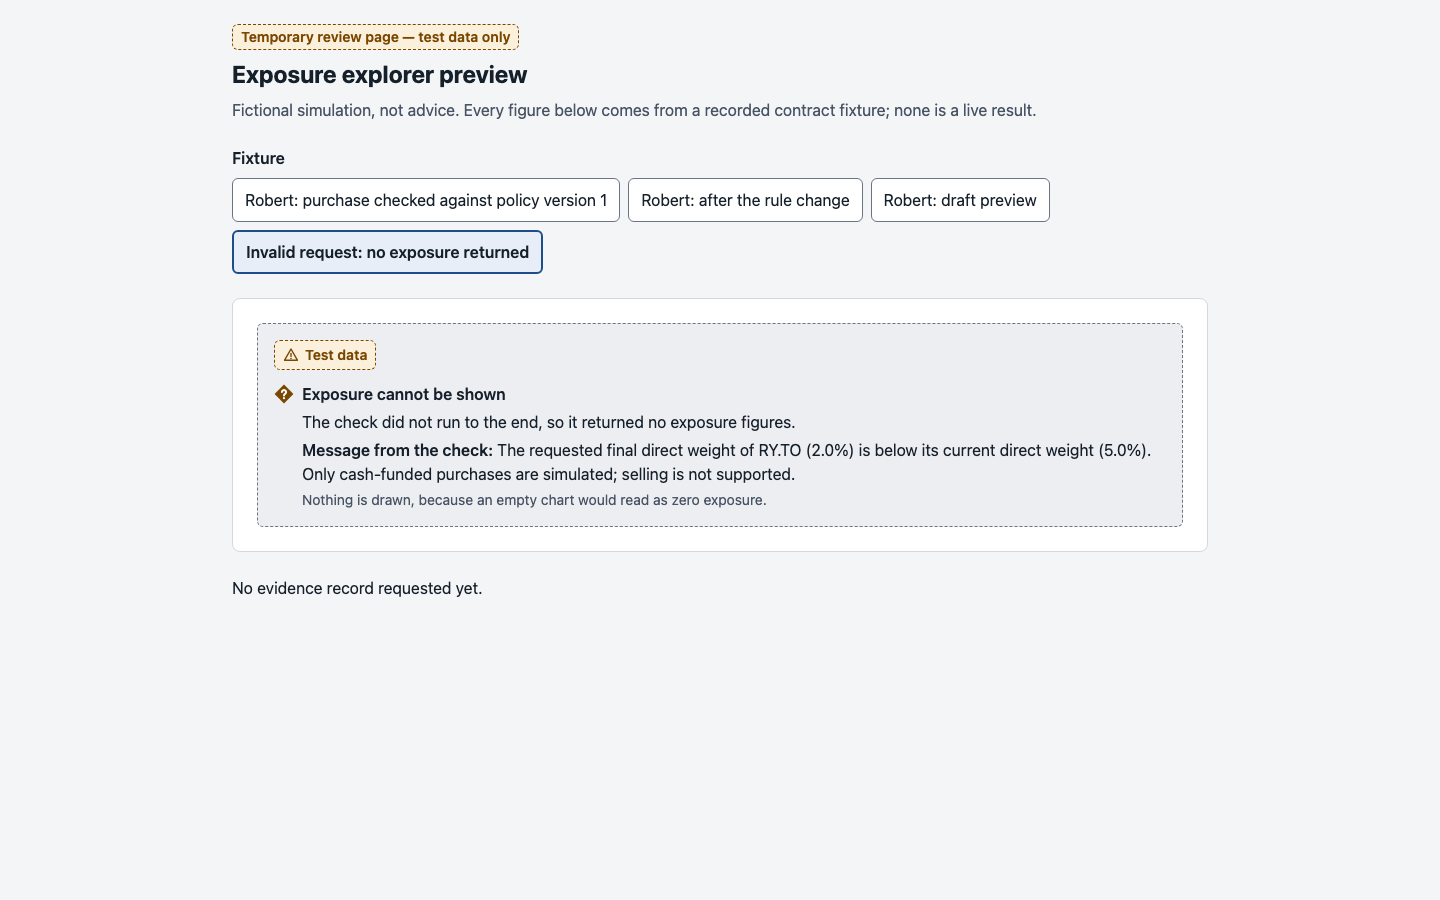 Temporary review page — test data only
Exposure explorer preview
Fictional simulation, not advice. Every figure below comes from a recorded contract fixture; none is a live result.
Fixture
Robert: purchase checked against policy version 1
Robert: after the rule change
Robert: draft preview
Invalid request: no exposure returned
Test data
Exposure cannot be shown
The check did not run to the end, so it returned no exposure figures.
Message from the check: The requested final direct weight of RY.TO (2.0%) is below its current direct weight (5.0%).
Only cash-funded purchases are simulated; selling is not supported.
Nothing is drawn, because an empty chart would read as zero exposure.
No evidence record requested yet.